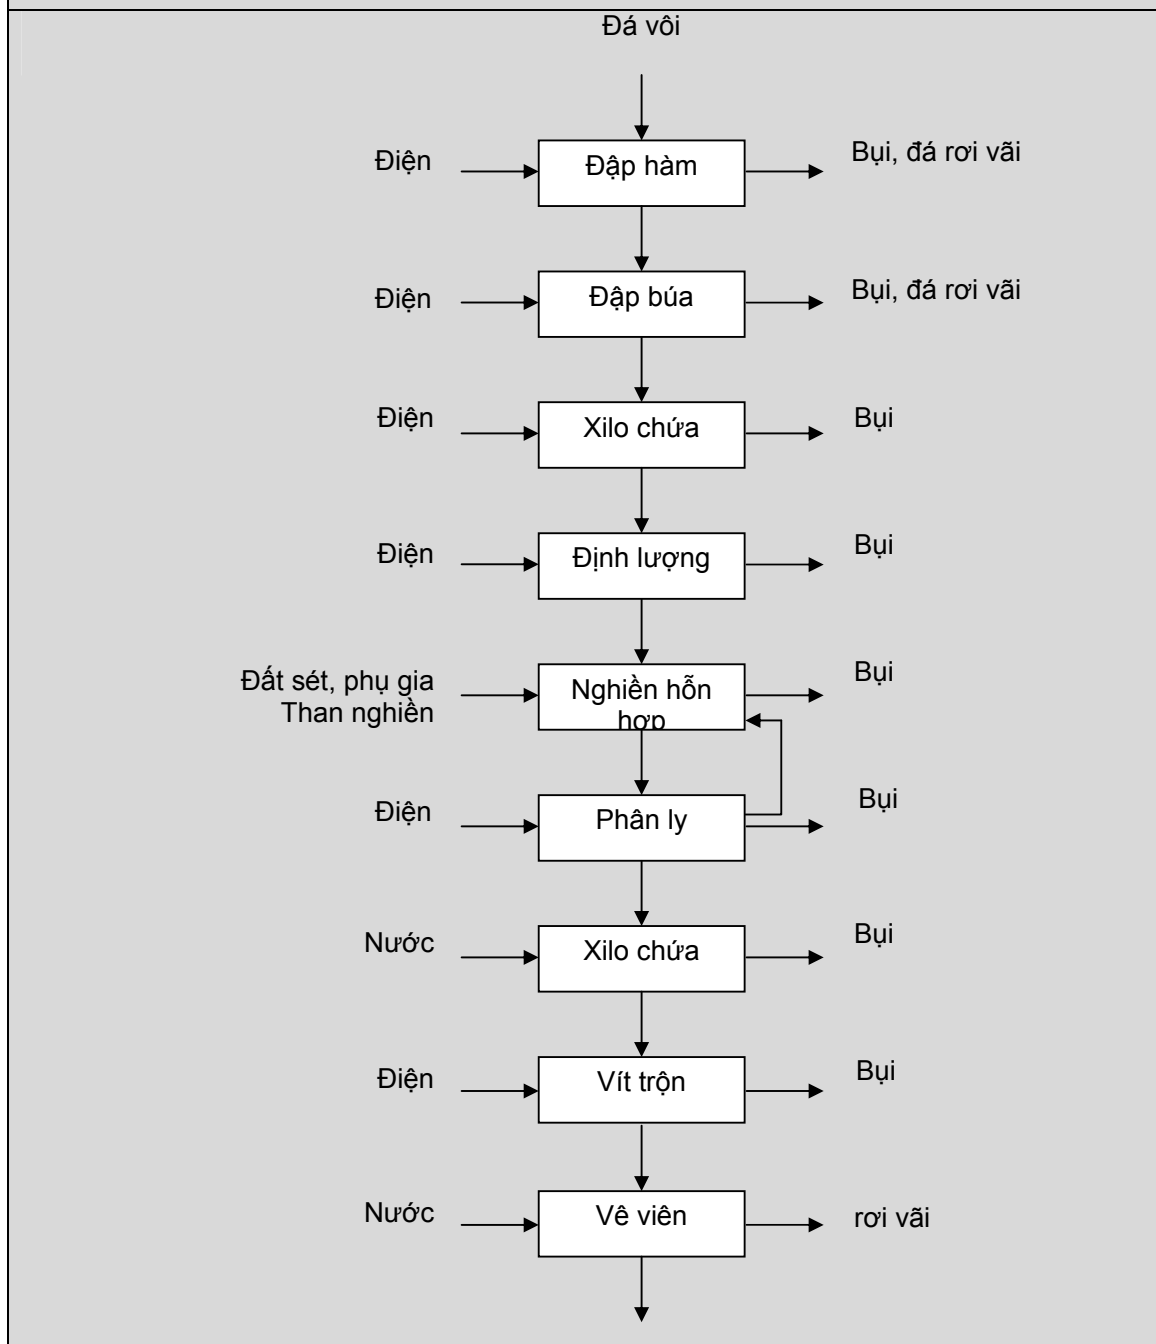 Đá vôi
Điện
Đập hàm
Bụi, đá rơi vãi
Điện
Đập búa
Bụi, đá rơi vãi
Điện
Xilo chứa
Bụi
Điện
Định lượng
Bụi
Đất sét, phụ gia
Than nghiền
Nghiền hỗn
hợp
Bụi
Điện
Phân ly
Bụi
Nước
Xilo chứa
Bụi
Điện
Vít trộn
Bụi
Nước
Vê viên
rơi vãi